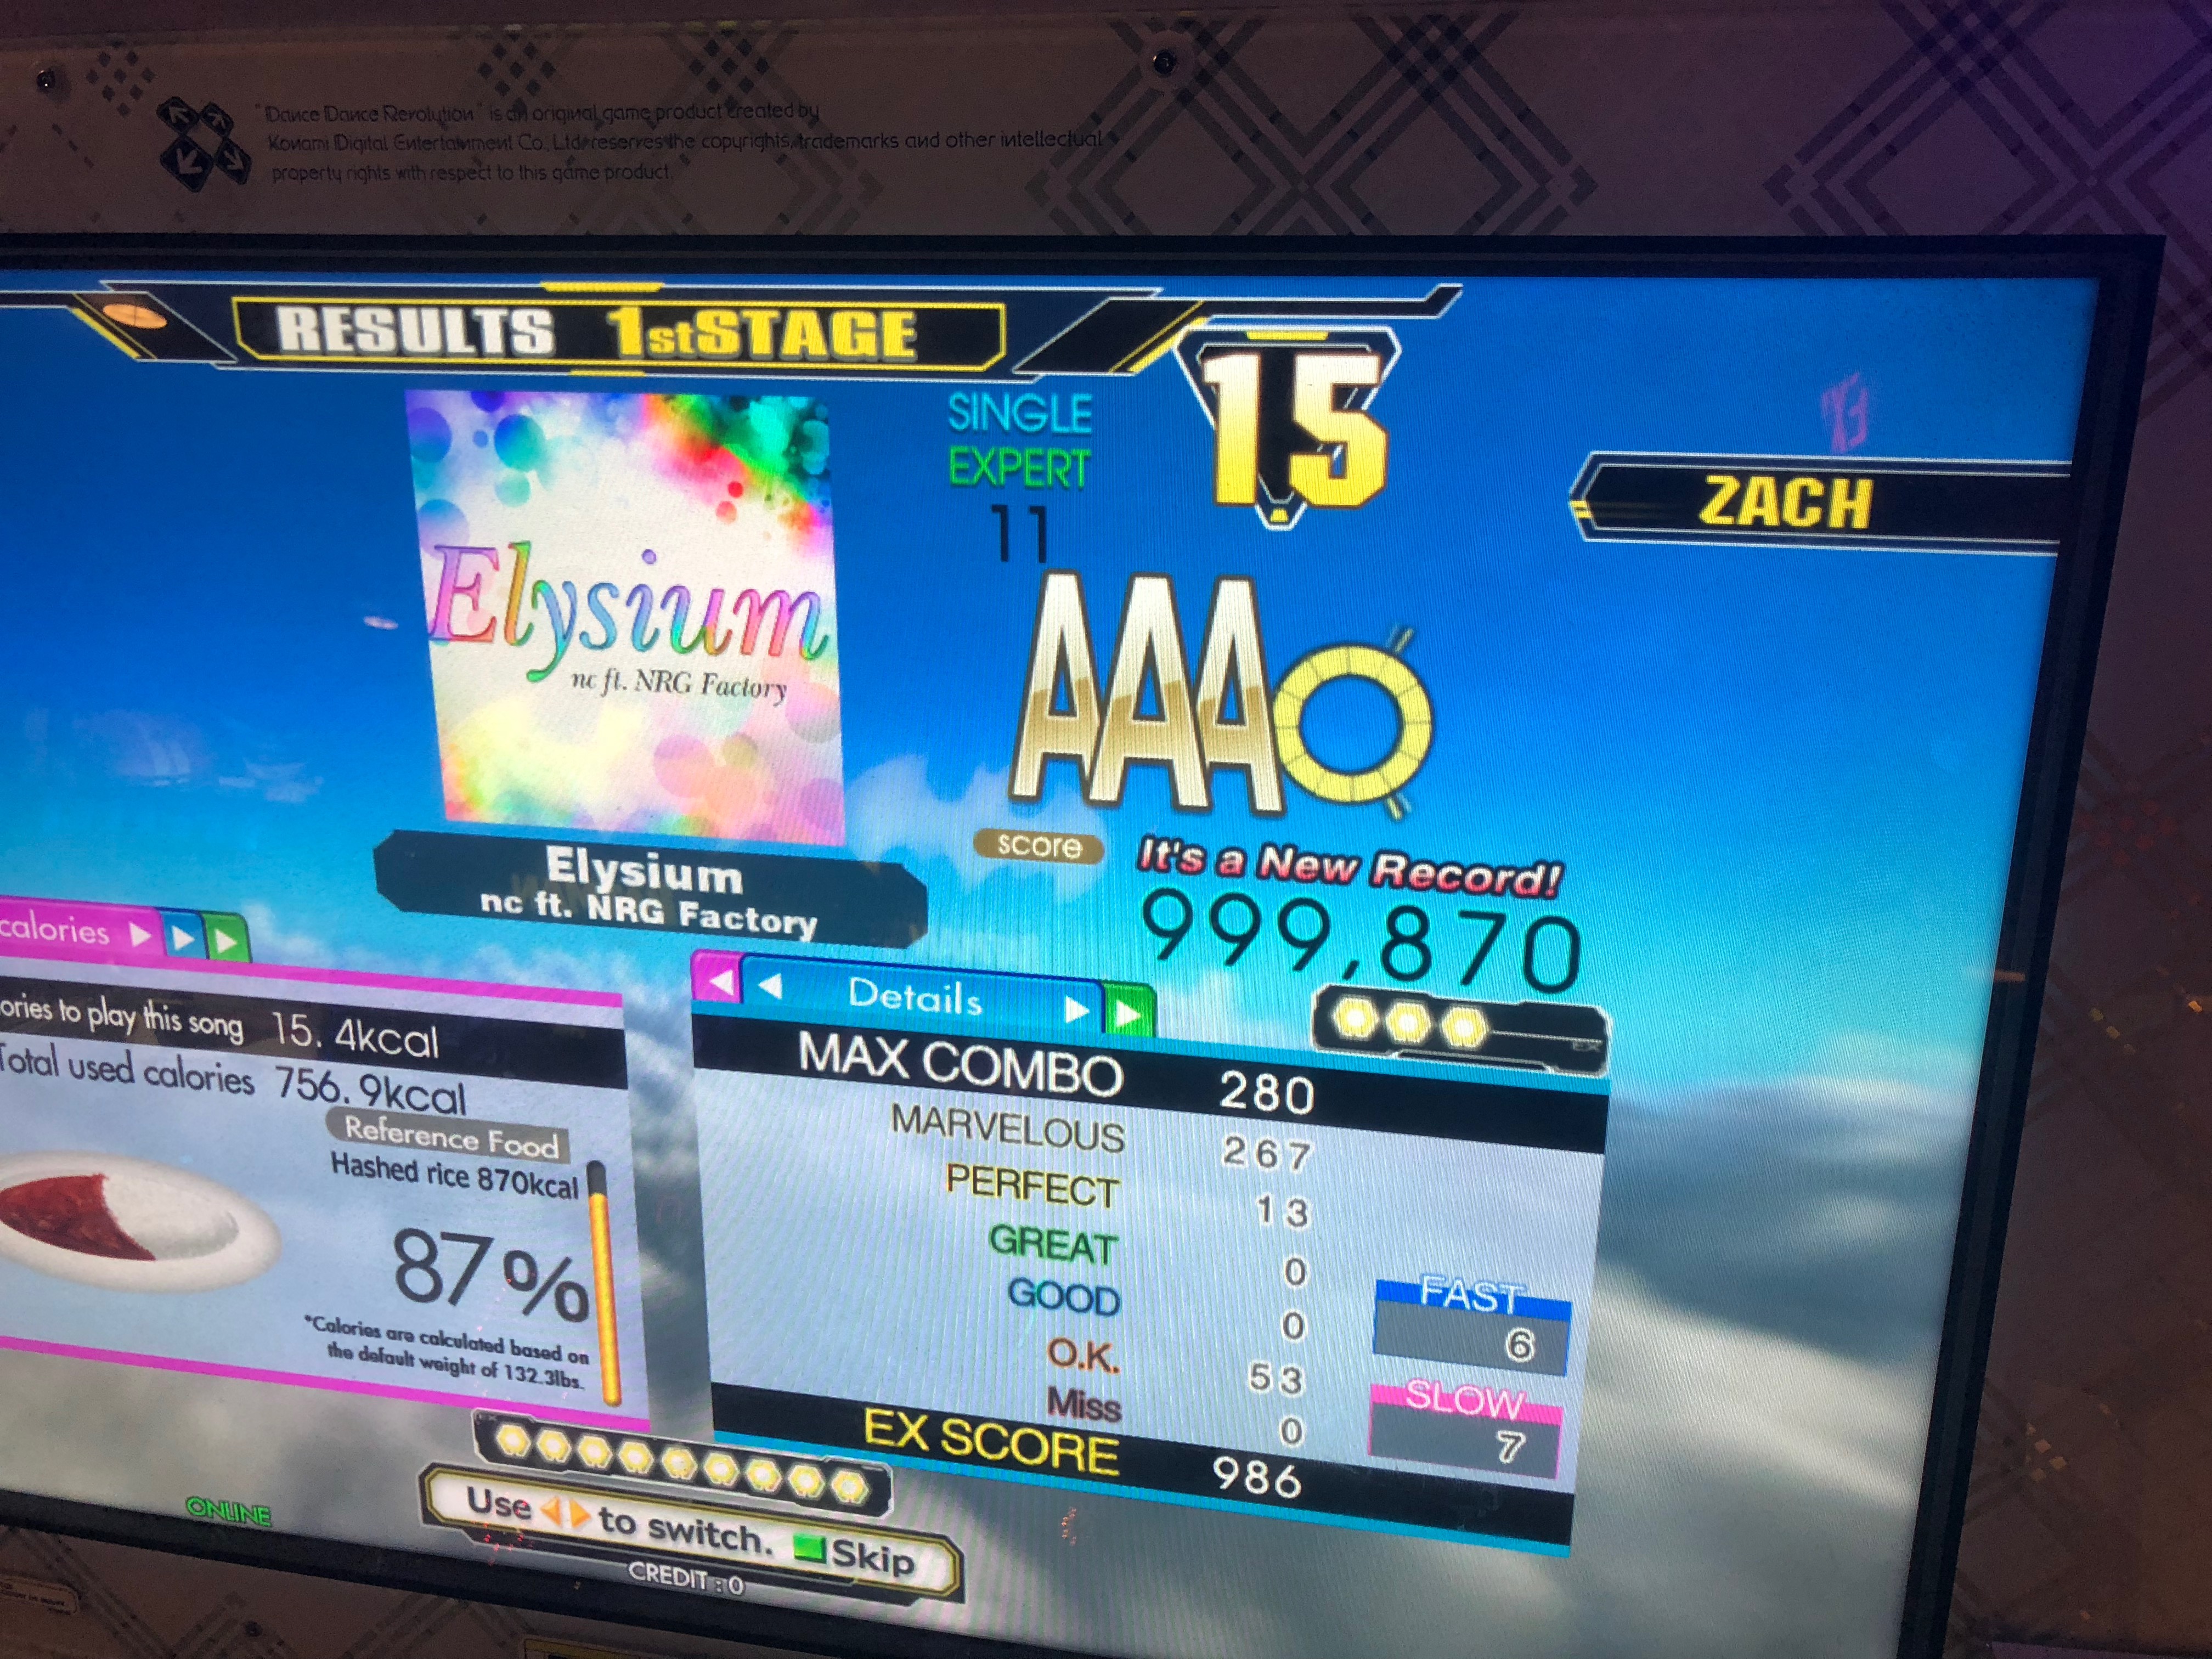 "Dance Dance Revolution" is an original game product created by
Konami Digital Entertainment Co., Ltd. reserves the copyrights, trademarks and other intellectual
property rights with respect to this game product.
RESULTS 1stSTAGE
SINGLE
EXPERT
11
15
ZACH
Elysium
nc ft. NRG Factory
AAA
score
It's a New Record!
999,870
Elysium
nc ft. NRG Factory
calories
ories to play this song 15.4kcal
Total used calories 756.9kcal
Reference Food
Hashed rice 870kcal
87%
*Calories are calculated based on
the default weight of 132.3lbs.
Details
MAX COMBO 280
MARVELOUS 267
PERFECT 13
GREAT 0
GOOD 0
O.K. 53
Miss 0
EX SCORE 986
FAST
6
SLOW
7
Use to switch. Skip
ONLINE
CREDIT : 0